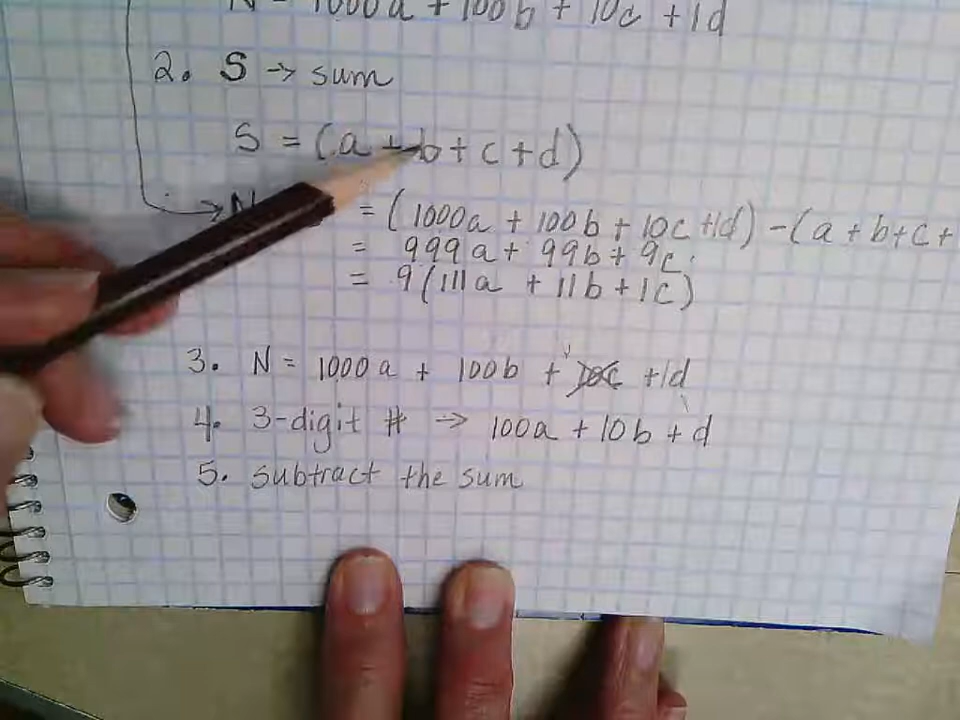 N = 1000a + 100b + 10c + 1d
2. S → sum
S = (a + b + c + d)
N = (1000a + 100b + 10c + 1d) - (a + b + c +
= 999a + 99b + 9c
= 9(111a + 11b + 1c)
3. N = 1000a + 100b + 10c + 1d
4. 3-digit # → 100a + 10b + d
5. subtract the sum